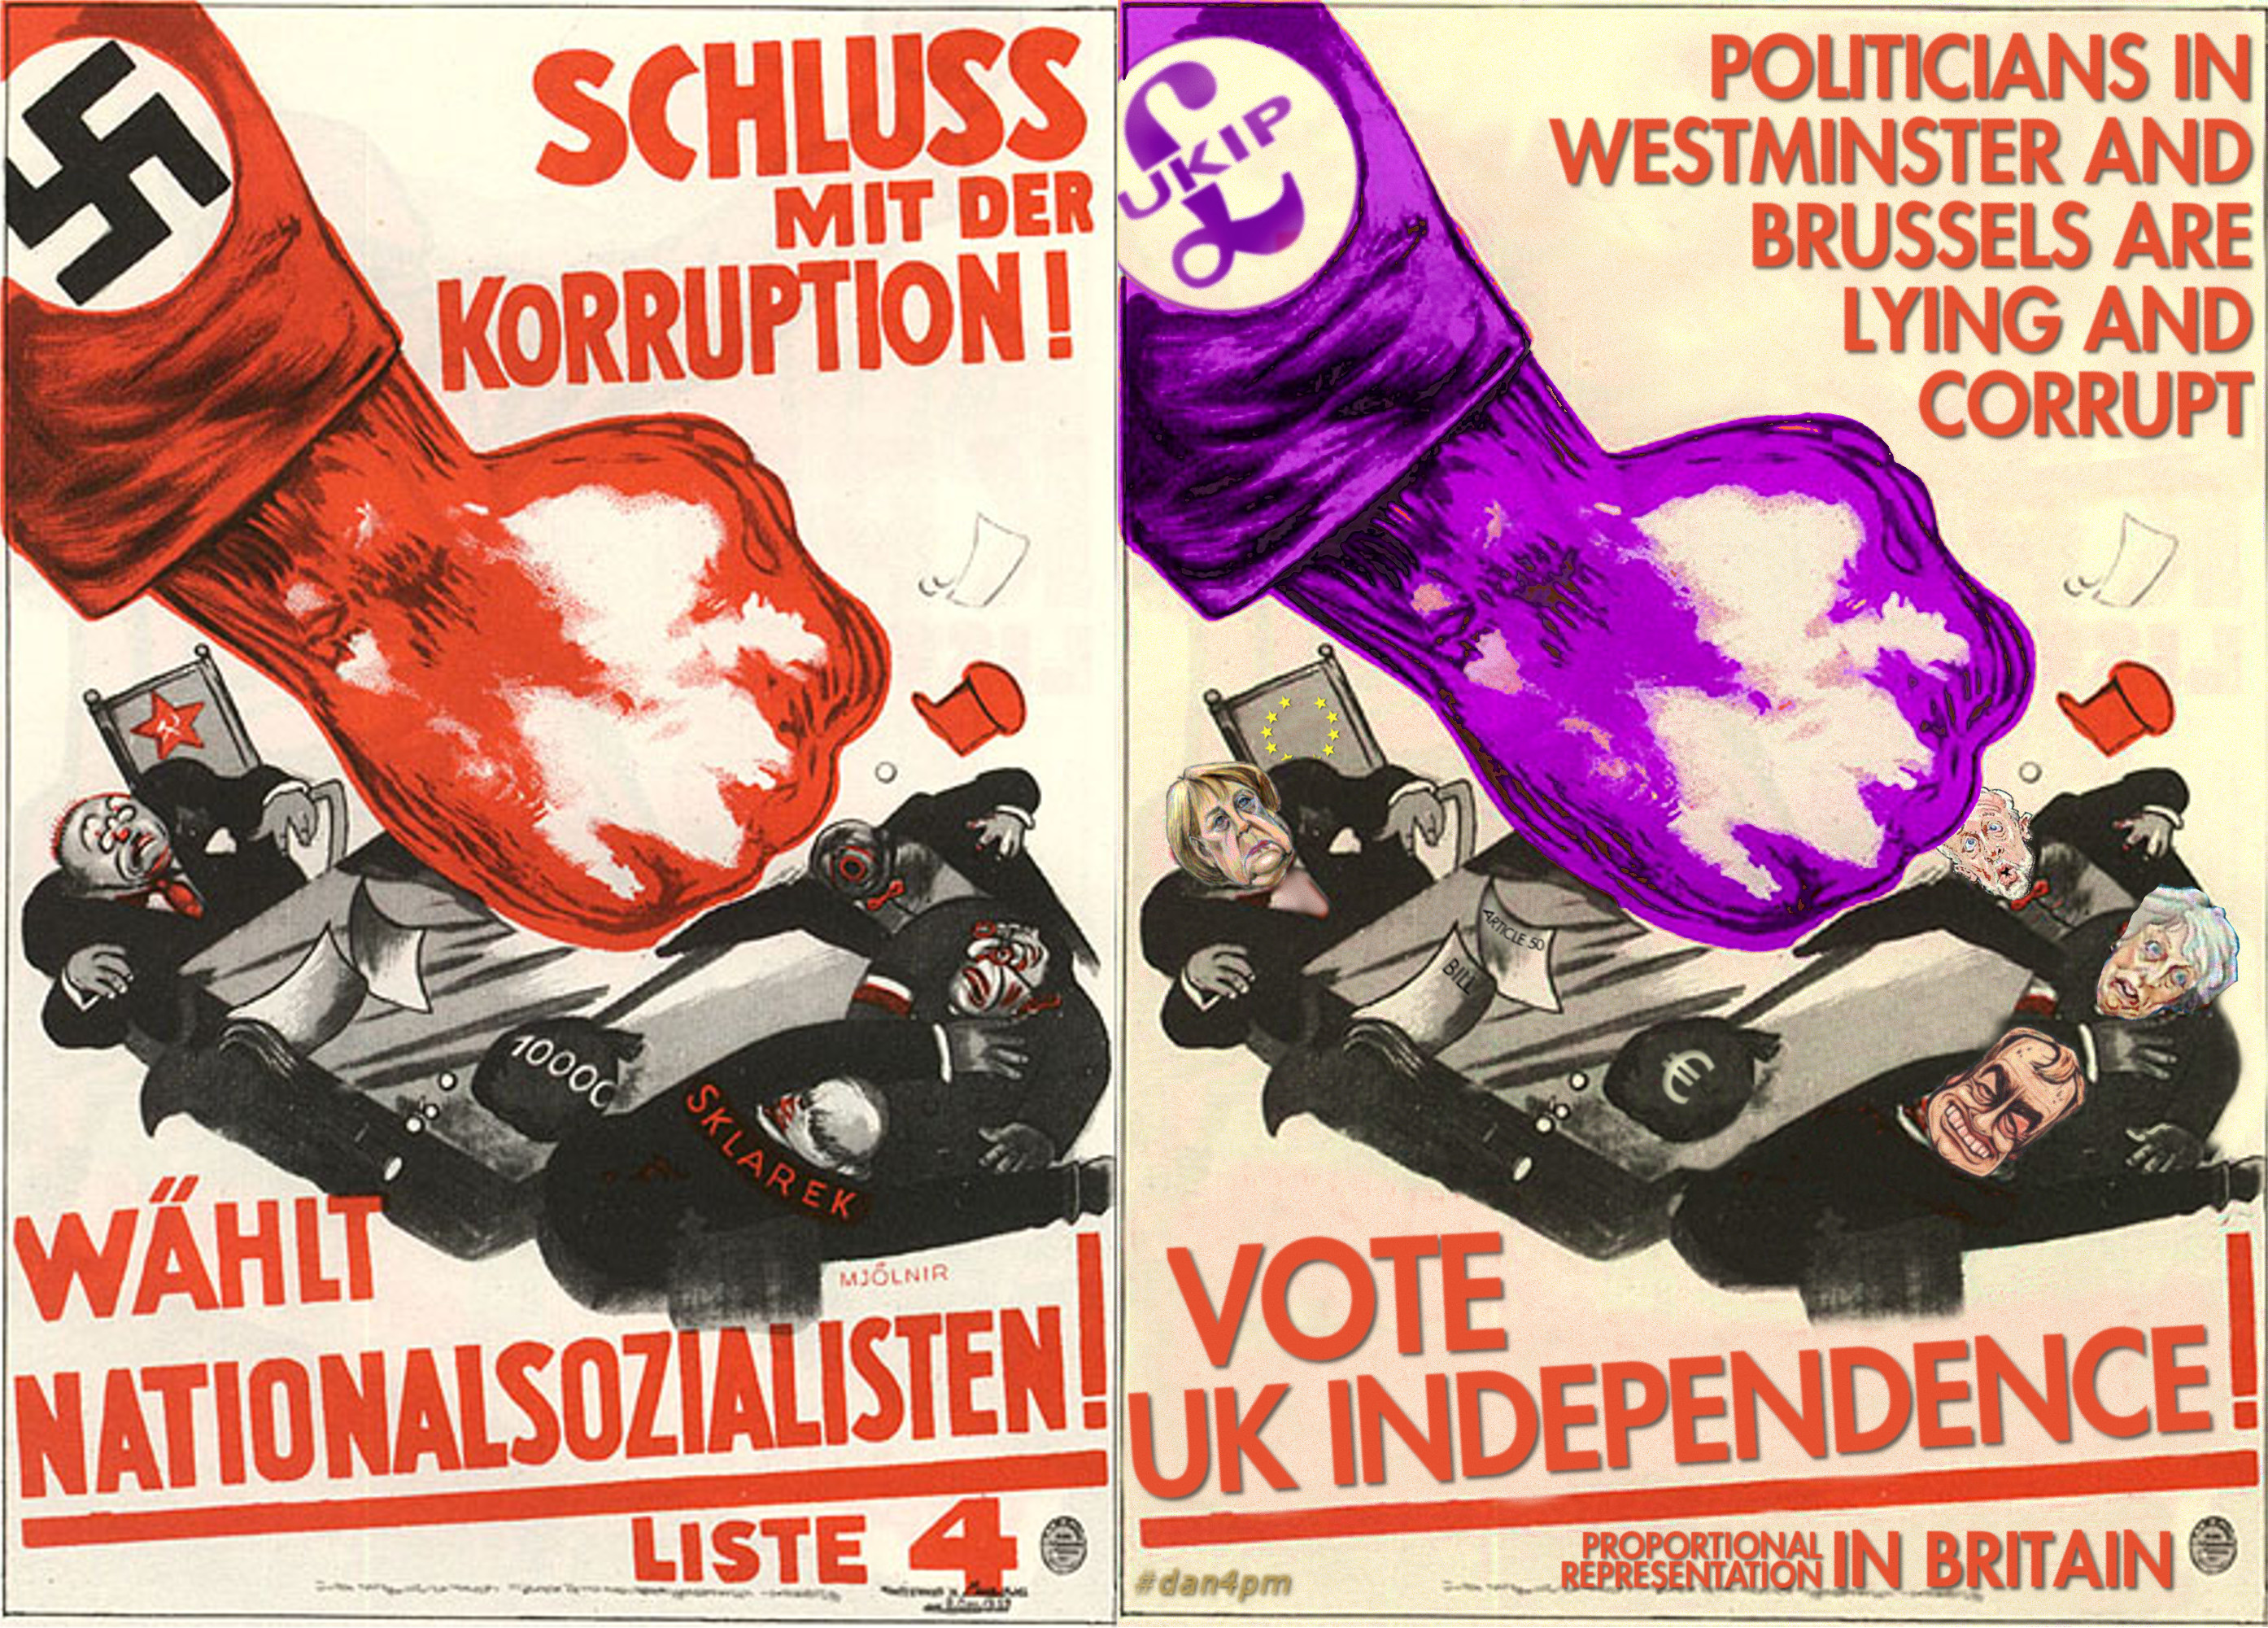 SCHLUSS
MIT DER
KORRUPTION!
10000
SKLAREK
MJÖLNIR
WÄHLT
NATIONALSOZIALISTEN!
LISTE 4
UKIP
POLITICIANS IN
WESTMINSTER AND
BRUSSELS ARE
LYING AND
CORRUPT
ARTICLE 50
BILL
€
VOTE
UK INDEPENDENCE!
PROPORTIONAL
REPRESENTATION IN BRITAIN
#dan4pm